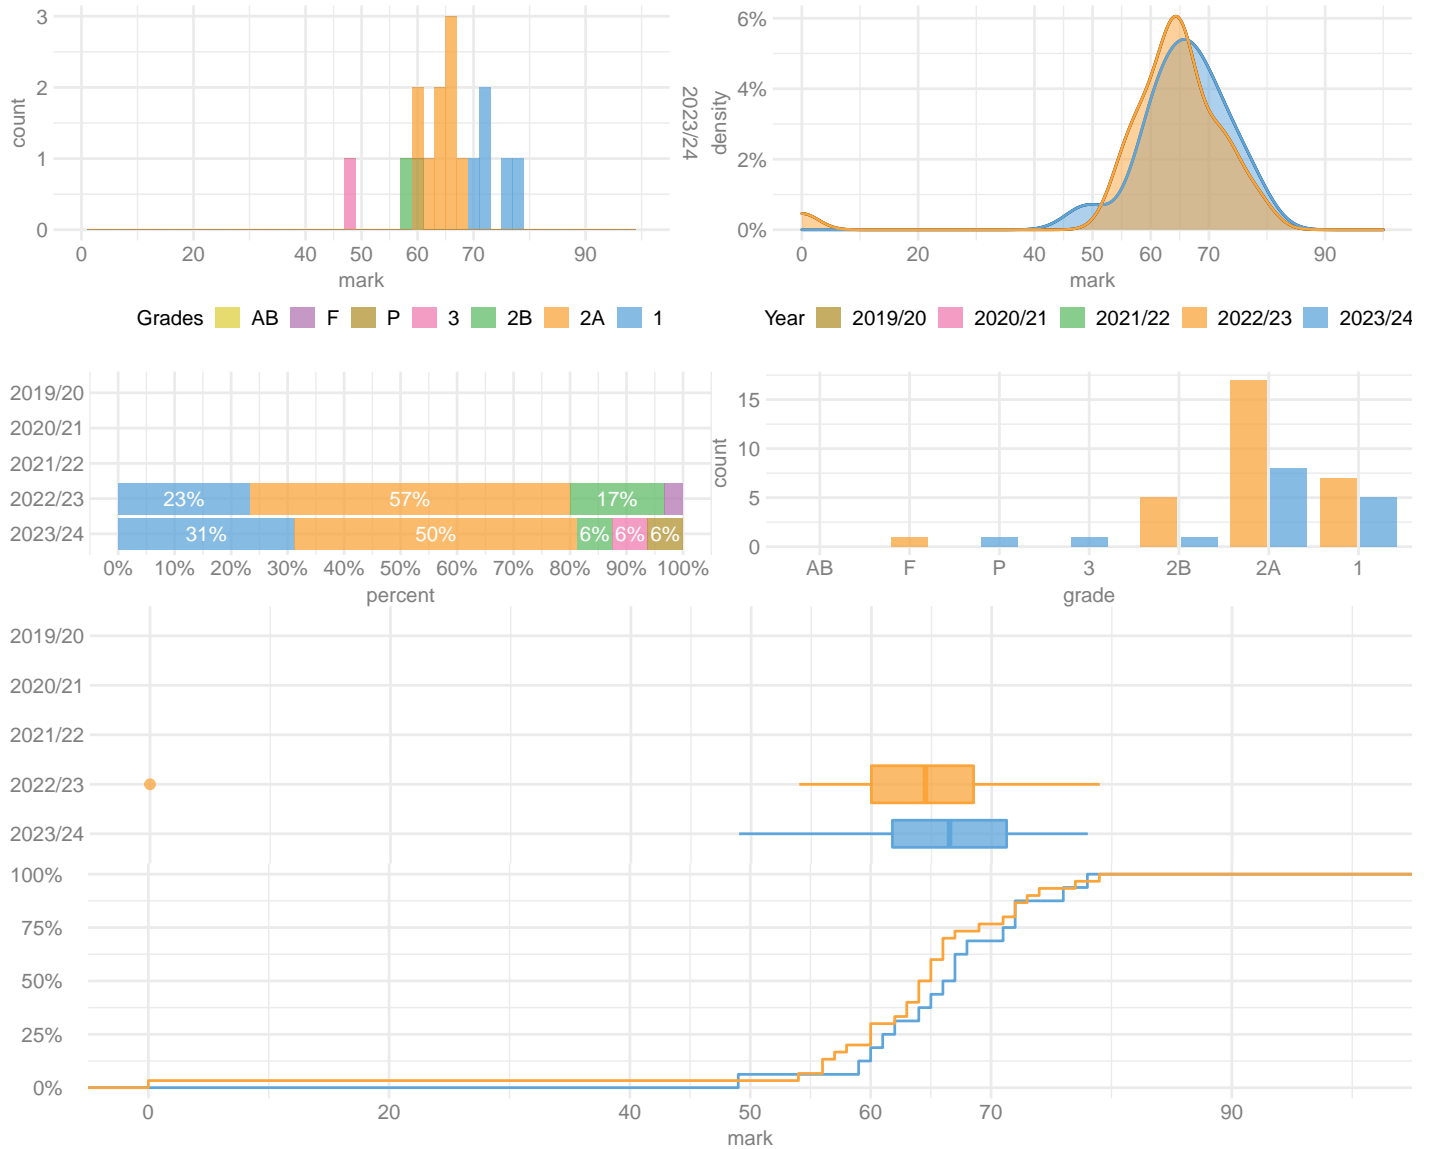 3
2
1
0
count
0 20 40 50 60 70 90
mark
2023/24
6%
4%
2%
0%
density
0 20 40 50 60 70 90
mark
Grades AB F P 3 2B 2A 1
Year 2019/20 2020/21 2021/22 2022/23 2023/24
2019/20
2020/21
2021/22
2022/23 23% 57% 17%
2023/24 31% 50% 6% 6% 6%
0% 10% 20% 30% 40% 50% 60% 70% 80% 90% 100%
percent
15
10
5
0
count
AB F P 3 2B 2A 1
grade
2019/20
2020/21
2021/22
2022/23
2023/24
100%
75%
50%
25%
0%
0 20 40 50 60 70 90
mark